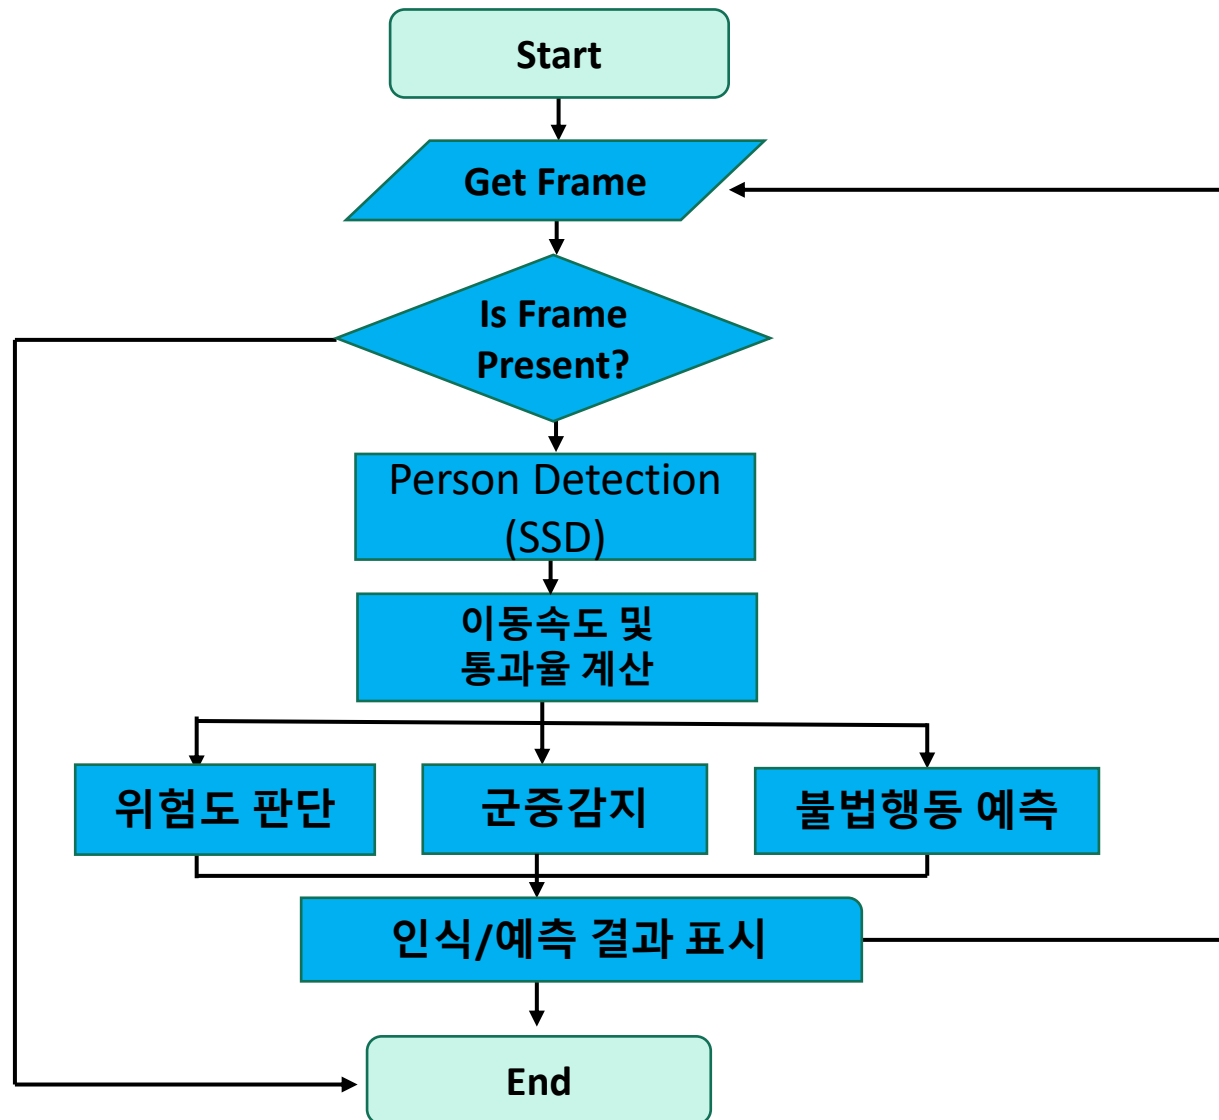 Start
Get Frame
Is Frame
Present?
Person Detection
(SSD)
이동속도 및
통과율 계산
위험도 판단
군중감지
불법행동 예측
인식/예측 결과 표시
End